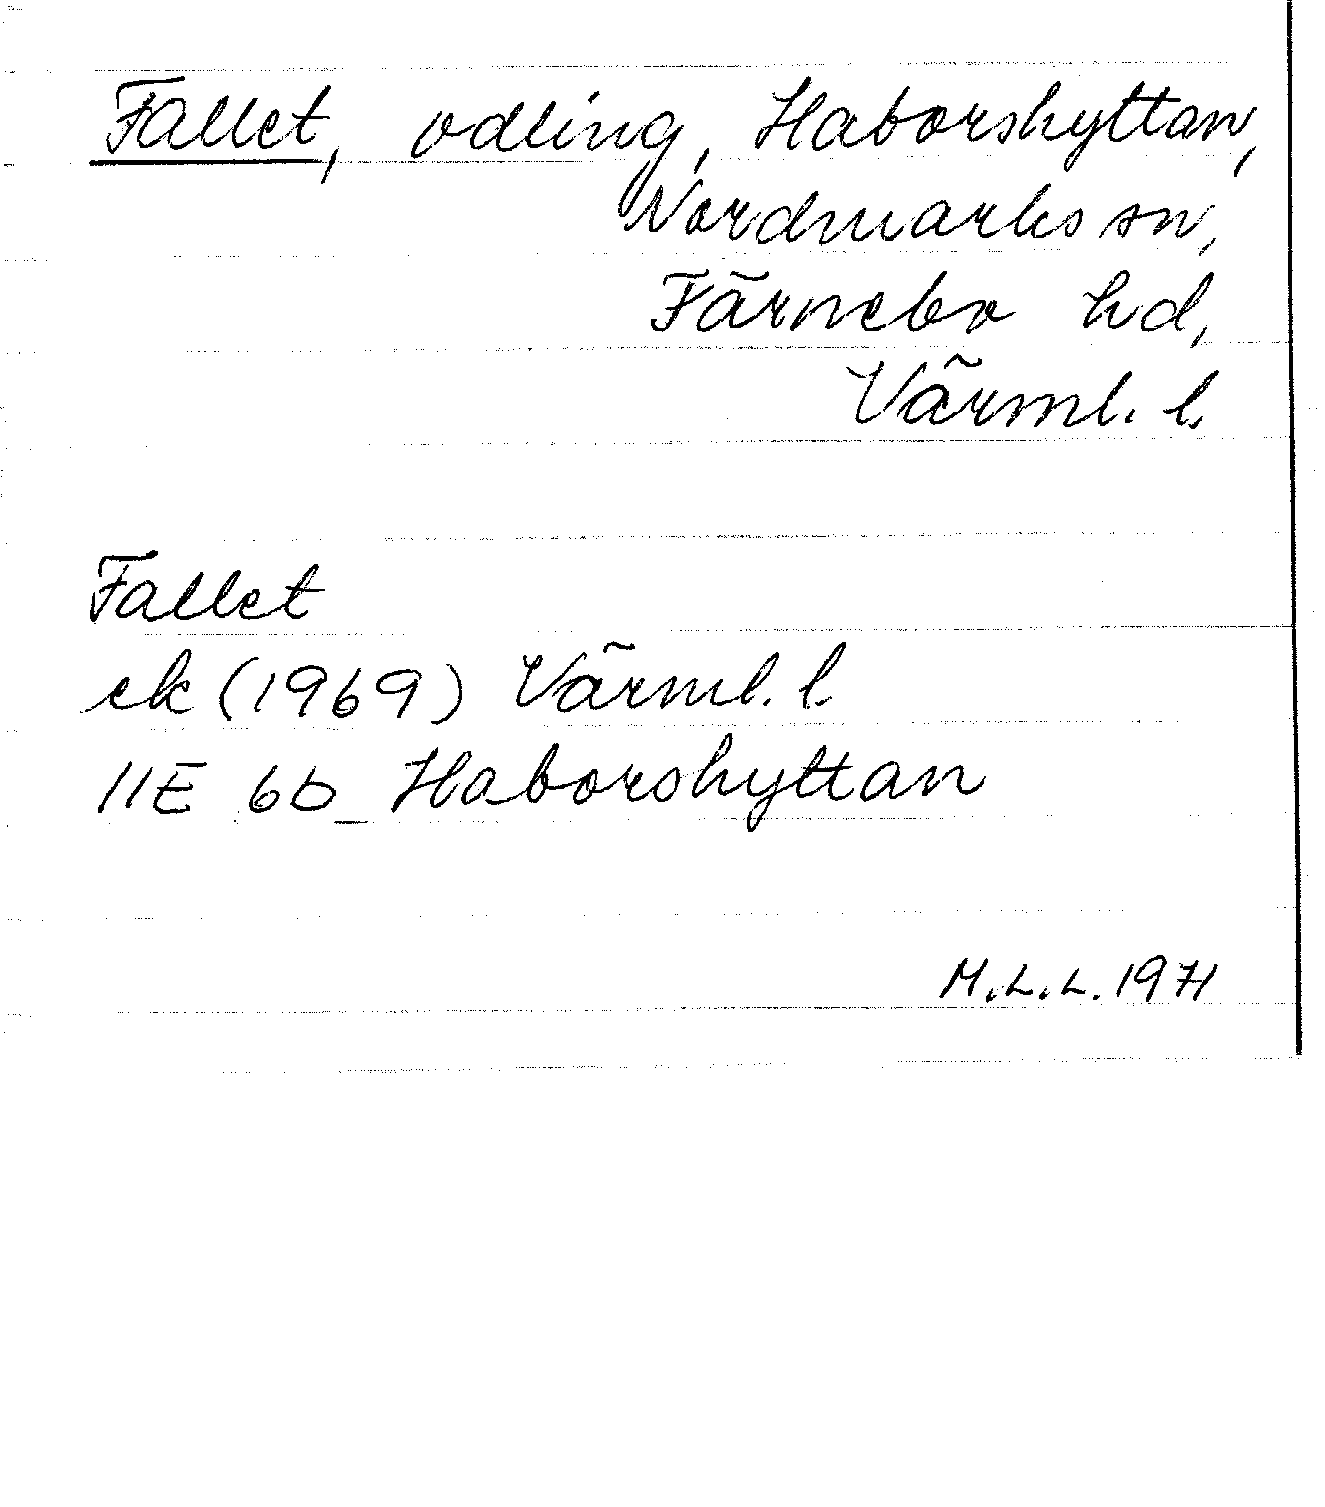 Fallet, odling, Haborshyttan,
Nordmarks sn,
Färnebo hd,
Värml. l.
Fallet
ek (1969) Värml. l.
11E 6b Haborshyttan
M.L.L. 1971